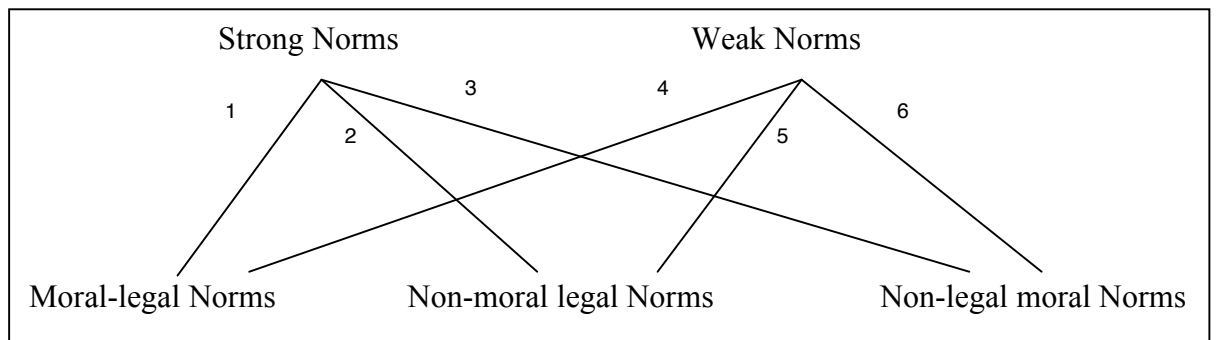 Strong Norms Weak Norms
1 2 3 4 5 6
Moral-legal Norms Non-moral legal Norms Non-legal moral Norms